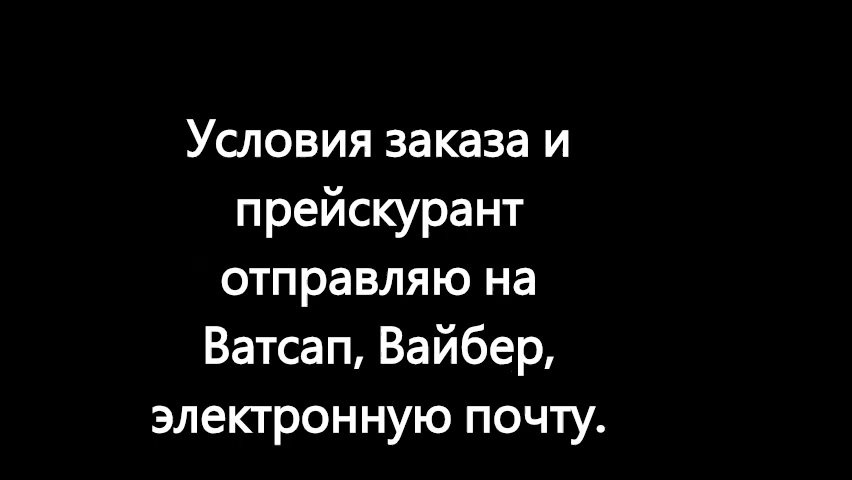 Условия заказа и
прейскурант
отправляю на
Ватсап, Вайбер,
электронную почту.